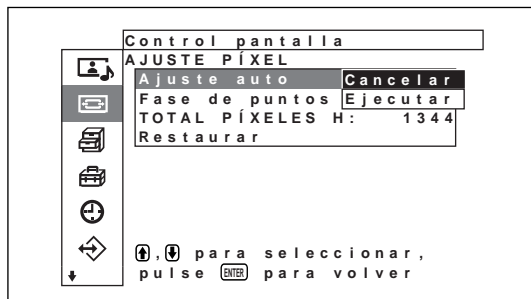 Control pantalla
AJUSTE PÍXEL
Ajuste auto Cancelar
Fase de puntos Ejecutar
TOTAL PÍXELES H: 1344
Restaurar
, para seleccionar,
pulse ENTER para volver